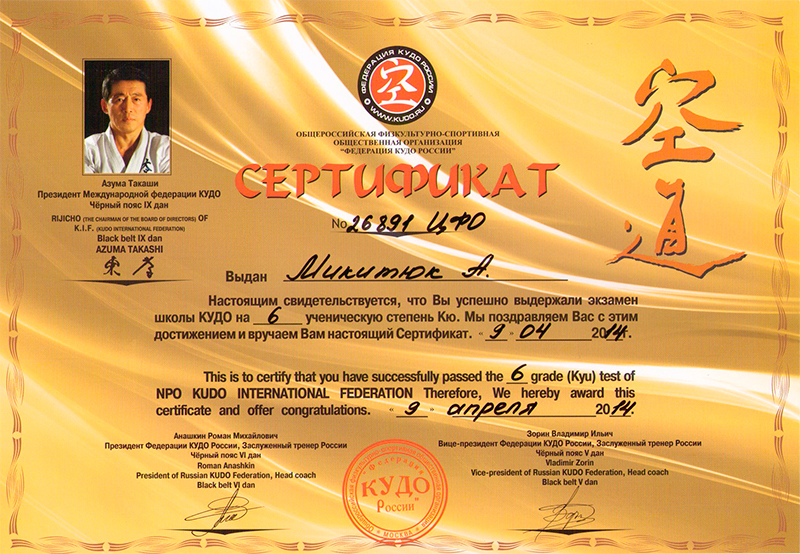 ФЕДЕРАЦИЯ КУДО РОССИИ
空
WWW.KUDO.RU
ОБЩЕРОССИЙСКАЯ ФИЗКУЛЬТУРНО-СПОРТИВНАЯ
ОБЩЕСТВЕННАЯ ОРГАНИЗАЦИЯ
"ФЕДЕРАЦИЯ КУДО РОССИИ"
СЕРТИФИКАТ
No 26891 ЦФО
空道
Азума Такаши
Президент Международной федерации КУДО
Чёрный пояс IX дан
RIJICHO (THE CHAIRMAN OF THE BOARD OF DIRECTORS) OF
K.I.F. (KUDO INTERNATIONAL FEDERATION)
Black belt IX dan
AZUMA TAKASHI
東 孝
Выдан Микитюк А.
Настоящим свидетельствуется, что Вы успешно выдержали экзамен
школы КУДО на 6 ученическую степень Кю. Мы поздравляем Вас с этим
достижением и вручаем Вам настоящий Сертификат. "9" 04 2014г.
This is to certify that you have successfully passed the 6 grade (Kyu) test of
NPO KUDO INTERNATIONAL FEDERATION Therefore, We hereby award this
certificate and offer congratulations. "9" апреля 2014.
Анашкин Роман Михайлович
Президент Федерации КУДО России, Заслуженный тренер России
Чёрный пояс VI дан
Roman Anashkin
President of Russian KUDO Federation, Head coach
Black belt VI dan
Зорин Владимир Ильич
Вице-президент Федерации КУДО России, Заслуженный тренер России
Чёрный пояс V дан
Vladimir Zorin
Vice-president of Russian KUDO Federation, Head coach
Black belt V dan
Федерация
КУДО
России"
МОСКВА